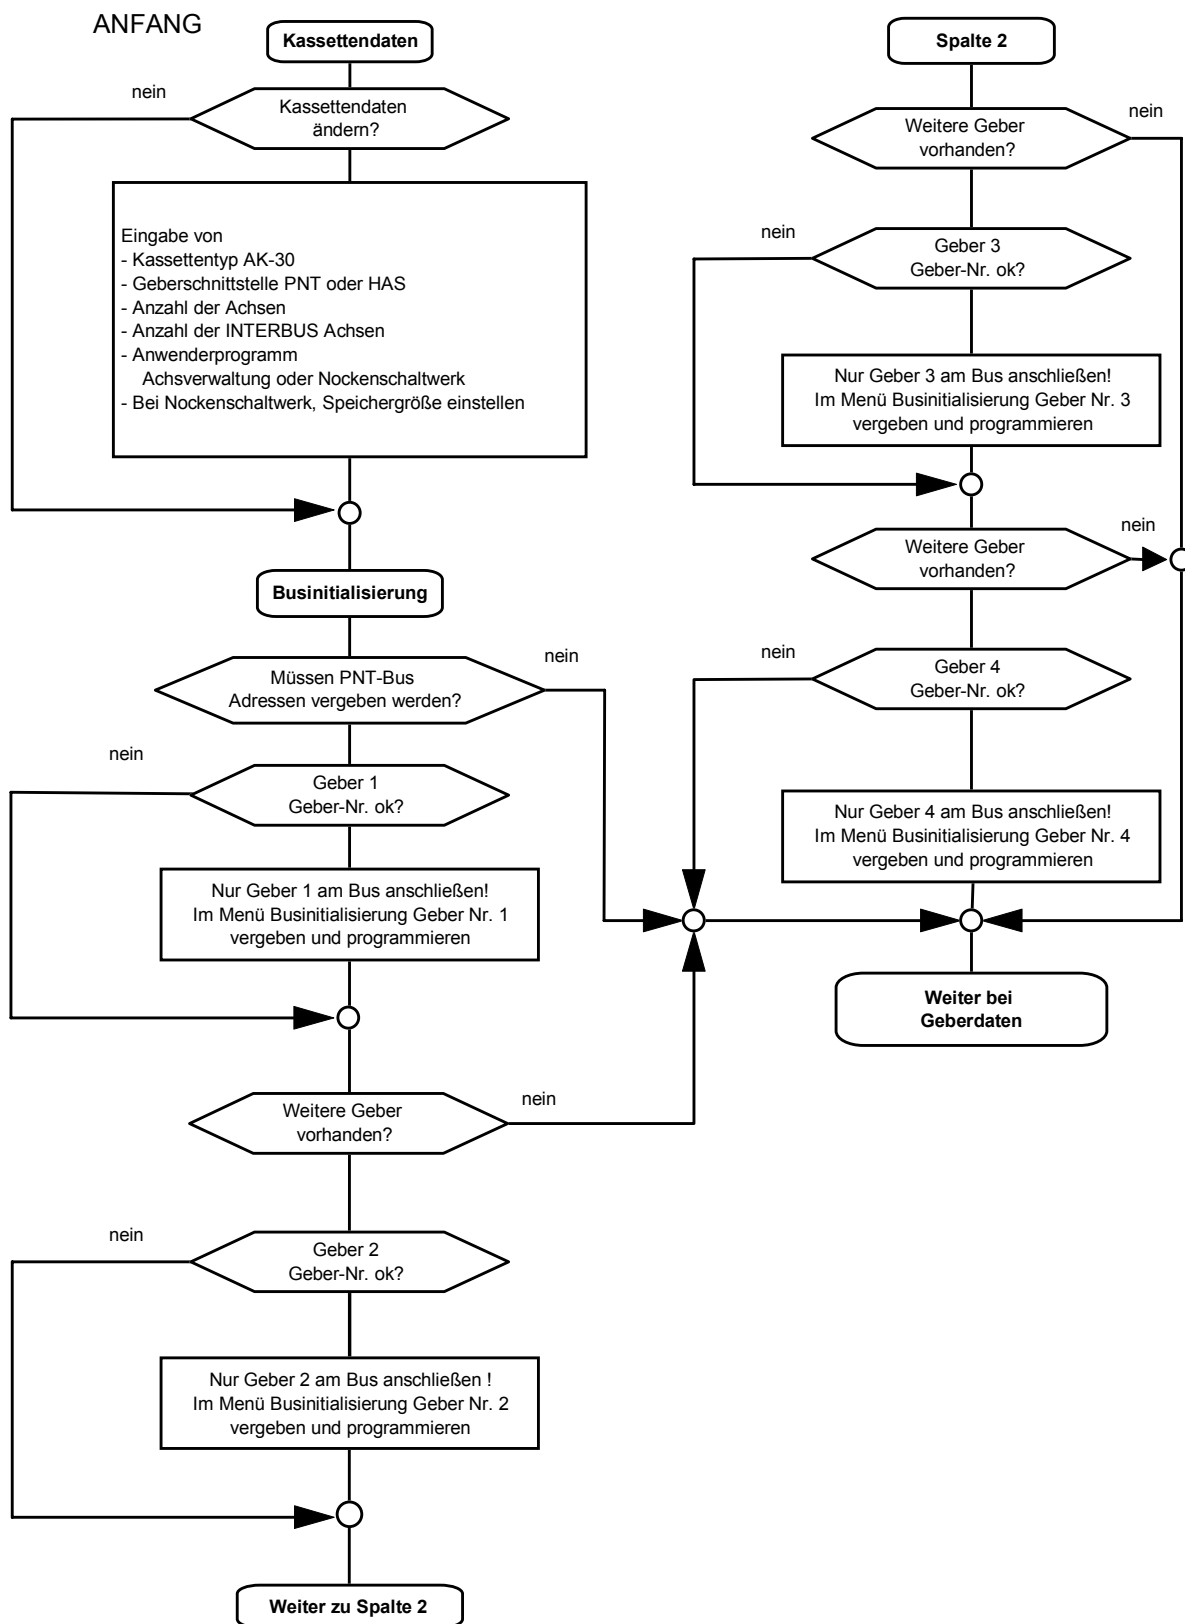 ANFANG
Kassettendaten
nein
Kassettendaten
ändern?
Eingabe von
- Kassettentyp AK-30
- Geberschnittstelle PNT oder HAS
- Anzahl der Achsen
- Anzahl der INTERBUS Achsen
- Anwenderprogramm
Achsverwaltung oder Nockenschaltwerk
- Bei Nockenschaltwerk, Speichergröße einstellen
Businitialisierung
nein
Müssen PNT-Bus
Adressen vergeben werden?
nein
Geber 1
Geber-Nr. ok?
Nur Geber 1 am Bus anschließen!
Im Menü Businitialisierung Geber Nr. 1
vergeben und programmieren
Weitere Geber
vorhanden?
nein
nein
Geber 2
Geber-Nr. ok?
Nur Geber 2 am Bus anschließen !
Im Menü Businitialisierung Geber Nr. 2
vergeben und programmieren
Weiter zu Spalte 2
Spalte 2
nein
Weitere Geber
vorhanden?
nein
Geber 3
Geber-Nr. ok?
Nur Geber 3 am Bus anschließen!
Im Menü Businitialisierung Geber Nr. 3
vergeben und programmieren
nein
Weitere Geber
vorhanden?
nein
Geber 4
Geber-Nr. ok?
Nur Geber 4 am Bus anschließen!
Im Menü Businitialisierung Geber Nr. 4
vergeben und programmieren
Weiter bei
Geberdaten